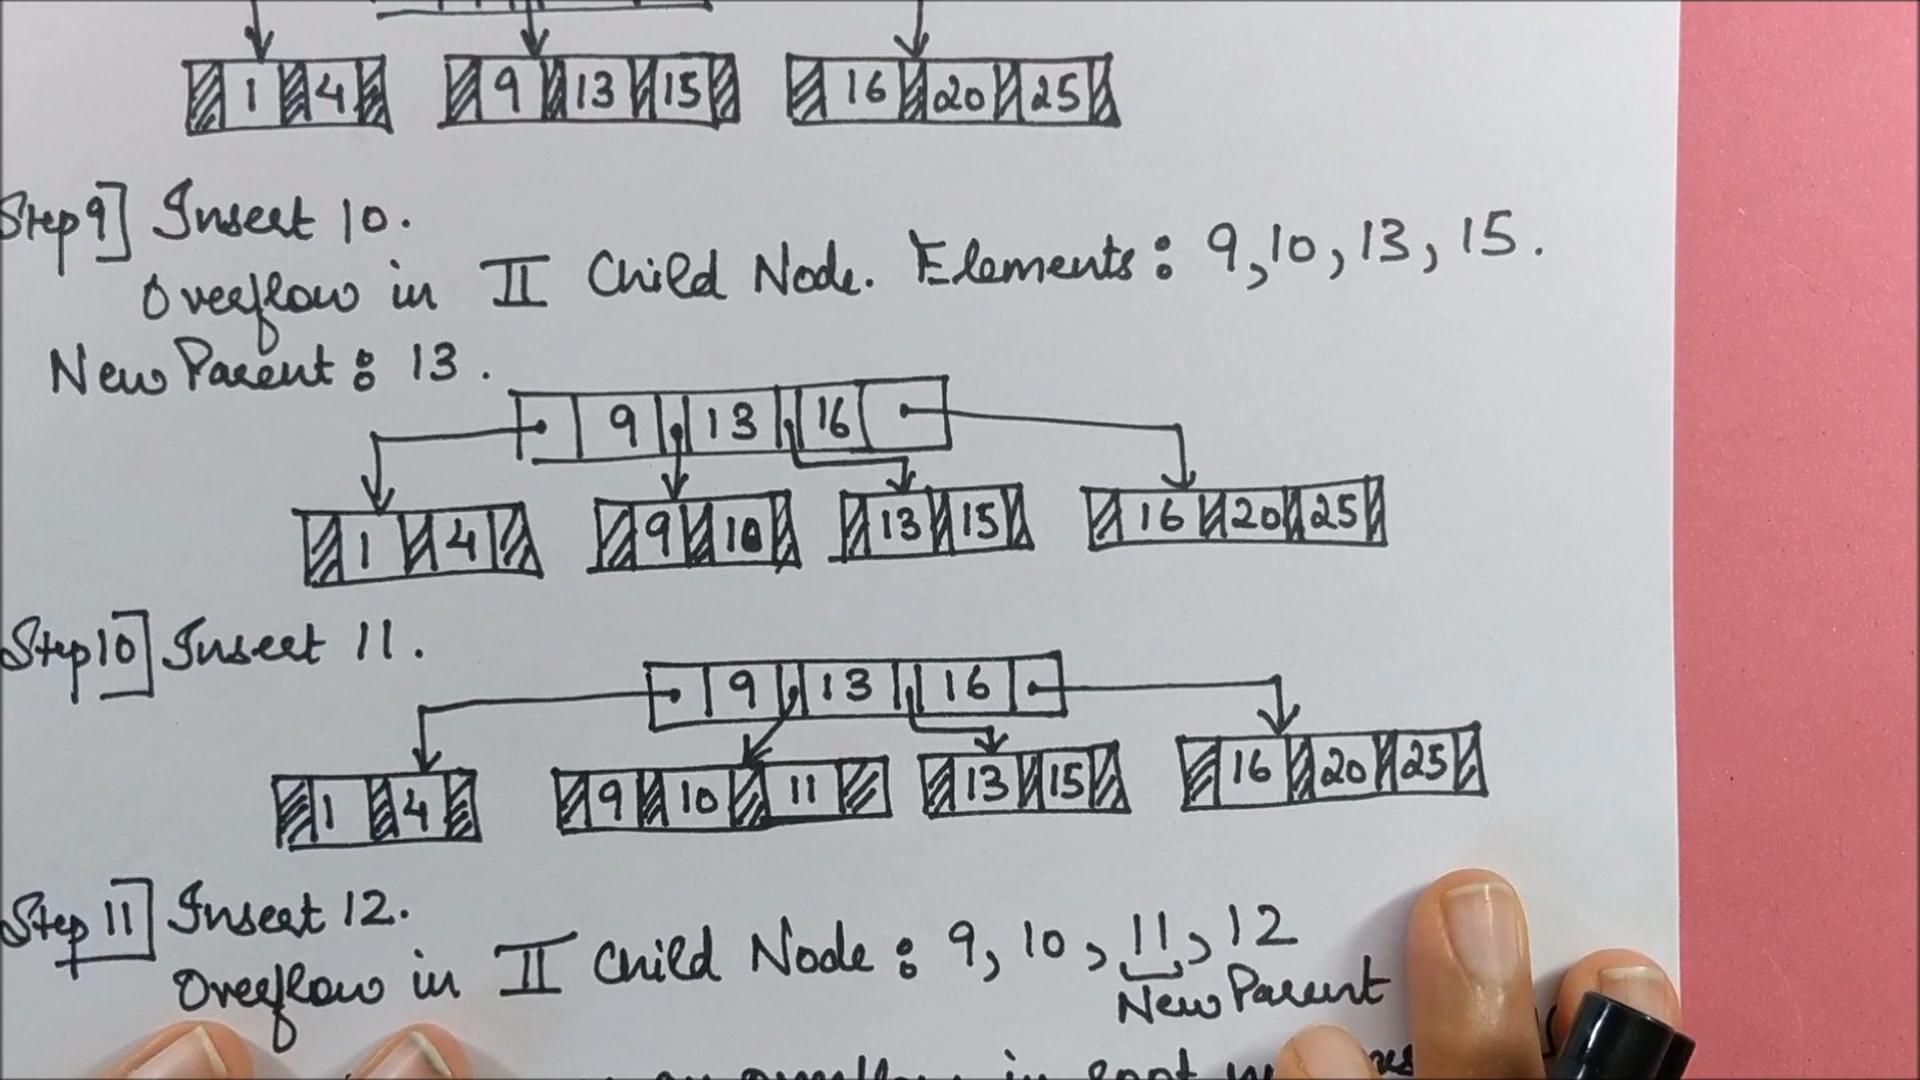 1 4 9 13 15 16 20 25
Step 9] Insert 10.
Overflow in II Child Node. Elements: 9, 10, 13, 15.
New Parent: 13.
9 13 16
1 4 9 10 13 15 16 20 25
Step 10] Insert 11.
9 13 16
1 4 9 10 11 13 15 16 20 25
Step 11] Insert 12.
Overflow in II Child Node: 9, 10, 11, 12
New Parent
overflow in root